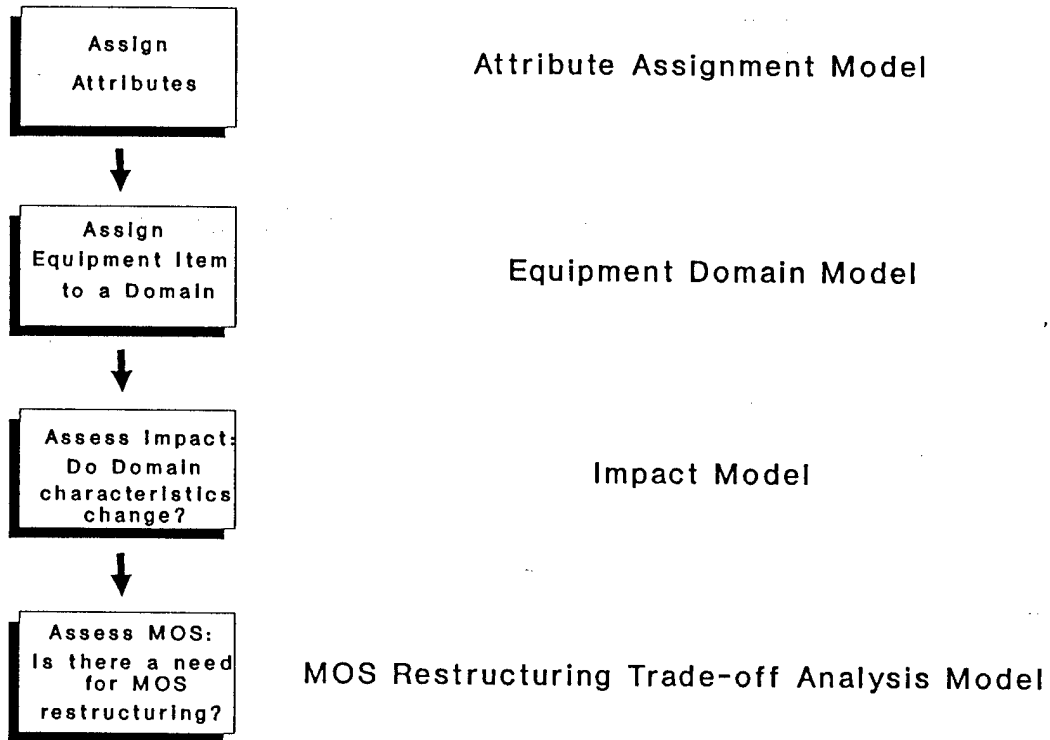 Assign
Attributes
Attribute Assignment Model
Assign
Equipment Item
to a Domain
Equipment Domain Model
Assess Impact:
Do Domain
characteristics
change?
Impact Model
Assess MOS:
Is there a need
for MOS
restructuring?
MOS Restructuring Trade-off Analysis Model